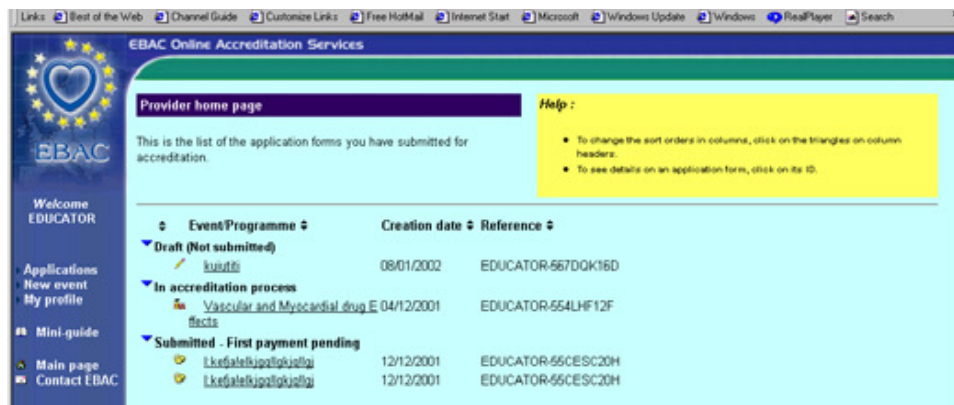 Links Best of the Web Channel Guide Customize Links Free HotMail Internet Start Microsoft Windows Update Windows RealPlayer Search
EBAC Online Accreditation Services
EBAC
Welcome
EDUCATOR
Applications
New event
My profile
Mini-guide
Main page
Contact EBAC
Provider home page
This is the list of the application forms you have submitted for
accreditation.
Help :
To change the sort orders in columns, click on the triangles on column
headers.
To see details on an application form, click on its ID.
Event/Programme Creation date Reference
Draft (Not submitted)
kuiutiti 08/01/2002 EDUCATOR-567DQK16D
In accreditation process
Vascular and Myocardial drug E 04/12/2001 EDUCATOR-554LHF12F
ffects
Submitted - First payment pending
12/12/2001 EDUCATOR-55CESC20H
12/12/2001 EDUCATOR-55CESC20H